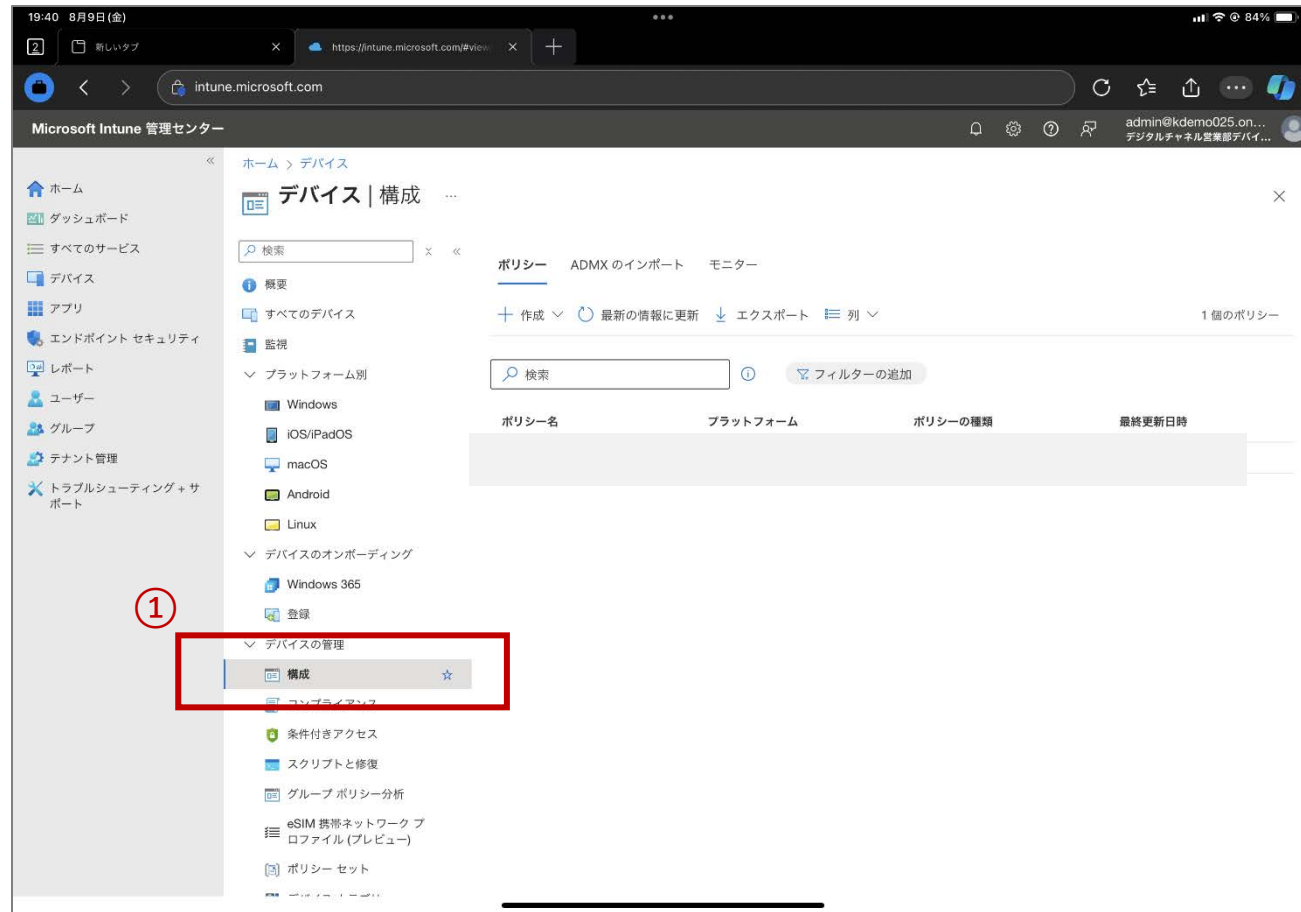 19:40 8月9日(金)
84%
2
新しいタブ
https://intune.microsoft.com/#view/
intune.microsoft.com
Microsoft Intune 管理センター
admin@kdemo025.on...
デジタルチャネル営業部デバイ...
ホーム
ダッシュボード
すべてのサービス
デバイス
アプリ
エンドポイント セキュリティ
レポート
ユーザー
グループ
テナント管理
トラブルシューティング + サ
ポート
ホーム > デバイス
デバイス | 構成 ...
検索
概要
すべてのデバイス
監視
プラットフォーム別
Windows
iOS/iPadOS
macOS
Android
Linux
デバイスのオンボーディング
Windows 365
登録
①
デバイスの管理
構成
コンプライアンス
条件付きアクセス
スクリプトと修復
グループ ポリシー分析
eSIM 携帯ネットワーク プ
ロファイル (プレビュー)
ポリシー セット
ポリシー ADMX のインポート モニター
作成 最新の情報に更新 エクスポート 列 1 個のポリシー
検索 フィルターの追加
ポリシー名 プラットフォーム ポリシーの種類 最終更新日時